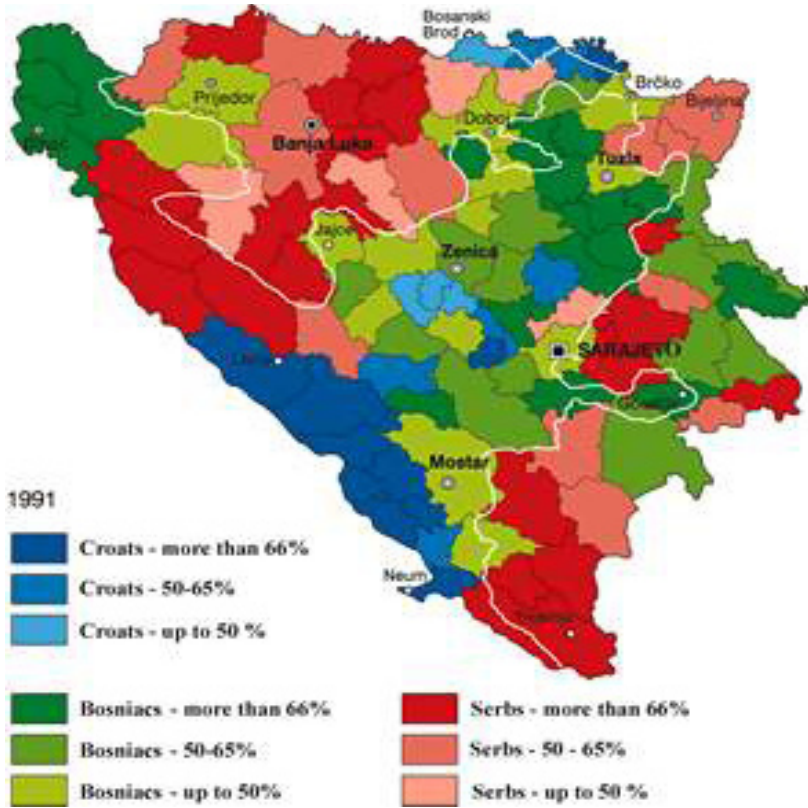 Bosanski
Brod
Brčko
Prijedor
Doboj
Bijeljina
Banja Luka
Tuzla
Jajce
Zenica
SARAJEVO
Mostar
1991
Croats - more than 66%
Croats - 50-65%
Neum
Croats - up to 50 %
Bosniacs - more than 66%
Serbs - more than 66%
Bosniacs - 50-65%
Serbs - 50 - 65%
Bosniacs - up to 50%
Serbs - up to 50 %